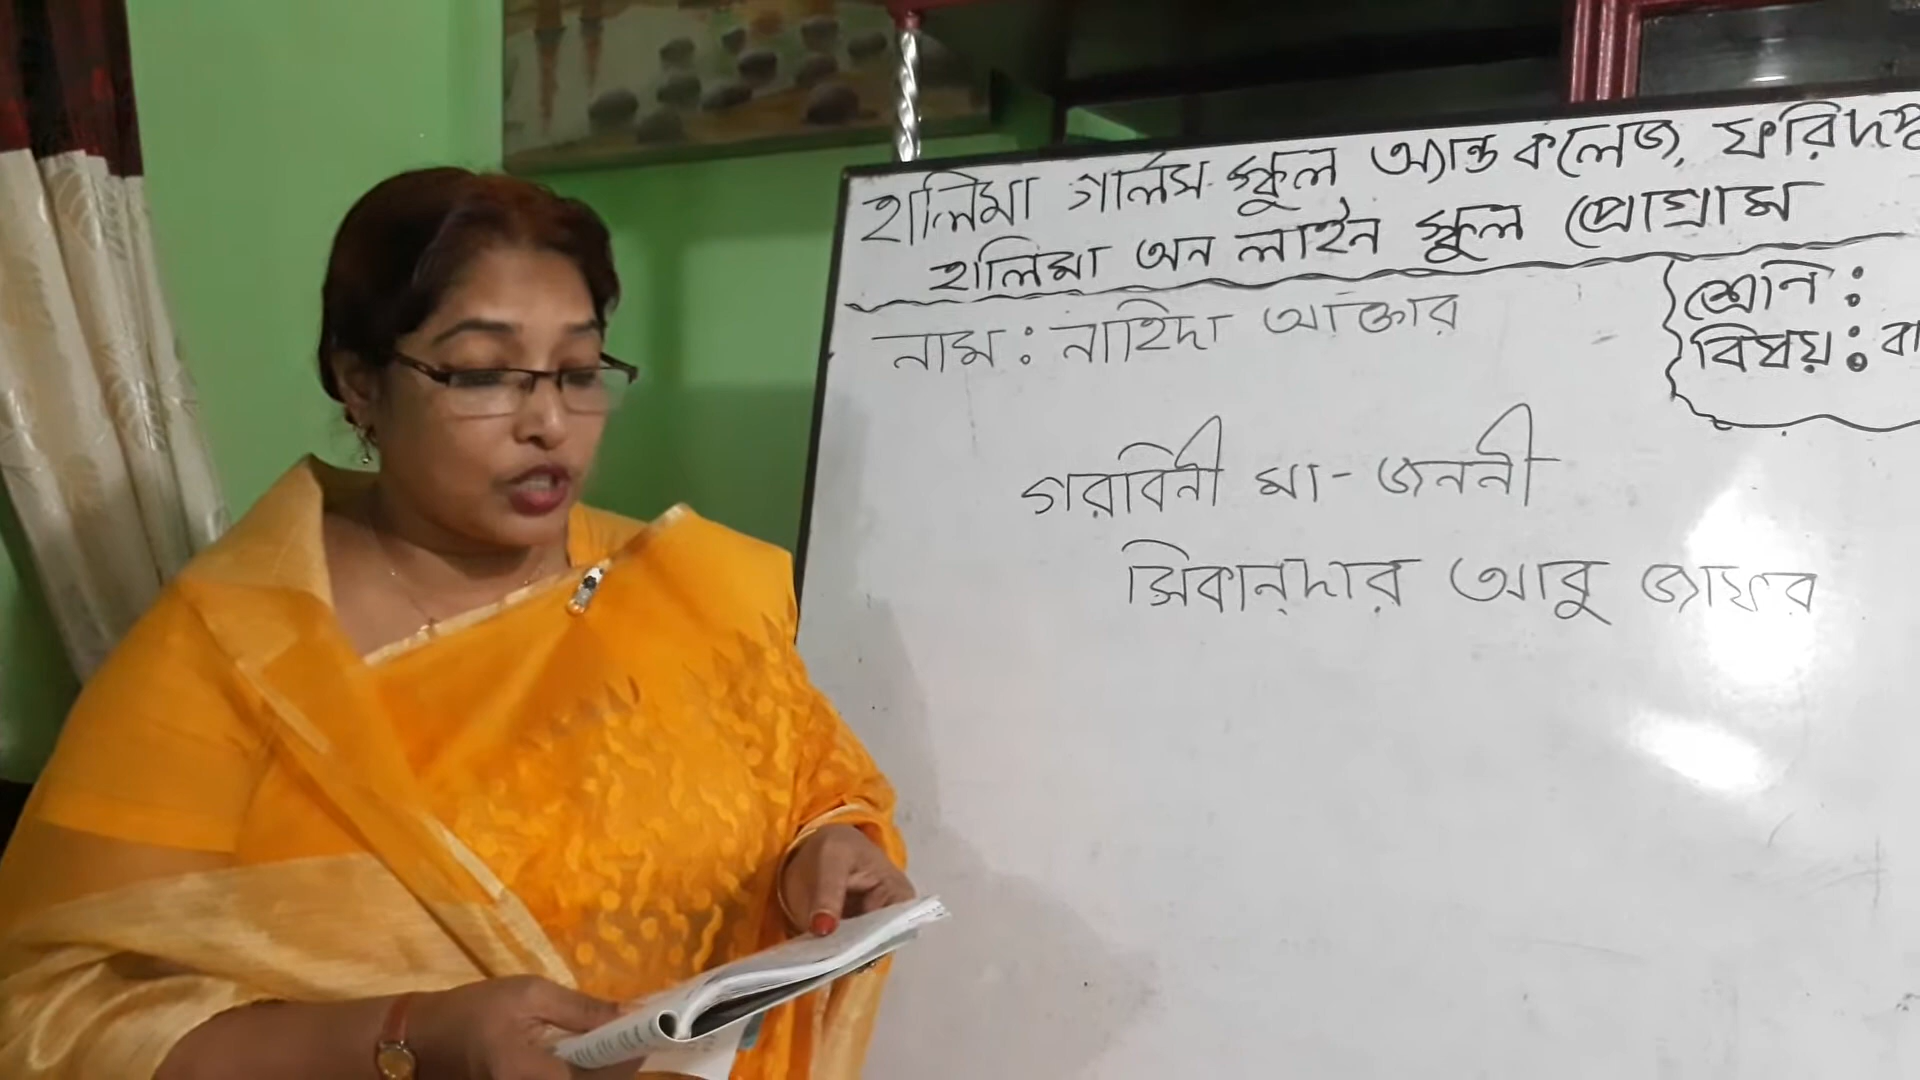 হালিমা গার্লস স্কুল অ্যান্ড কলেজ, ফরিদপু
হালিমা অন লাইন স্কুল প্রোগ্রাম
নাম : নাহিদা আক্তার
শ্রেনি :
বিষয় : বা
গরবিনী মা-জননী
সিকান্‌দার আবু জাফর